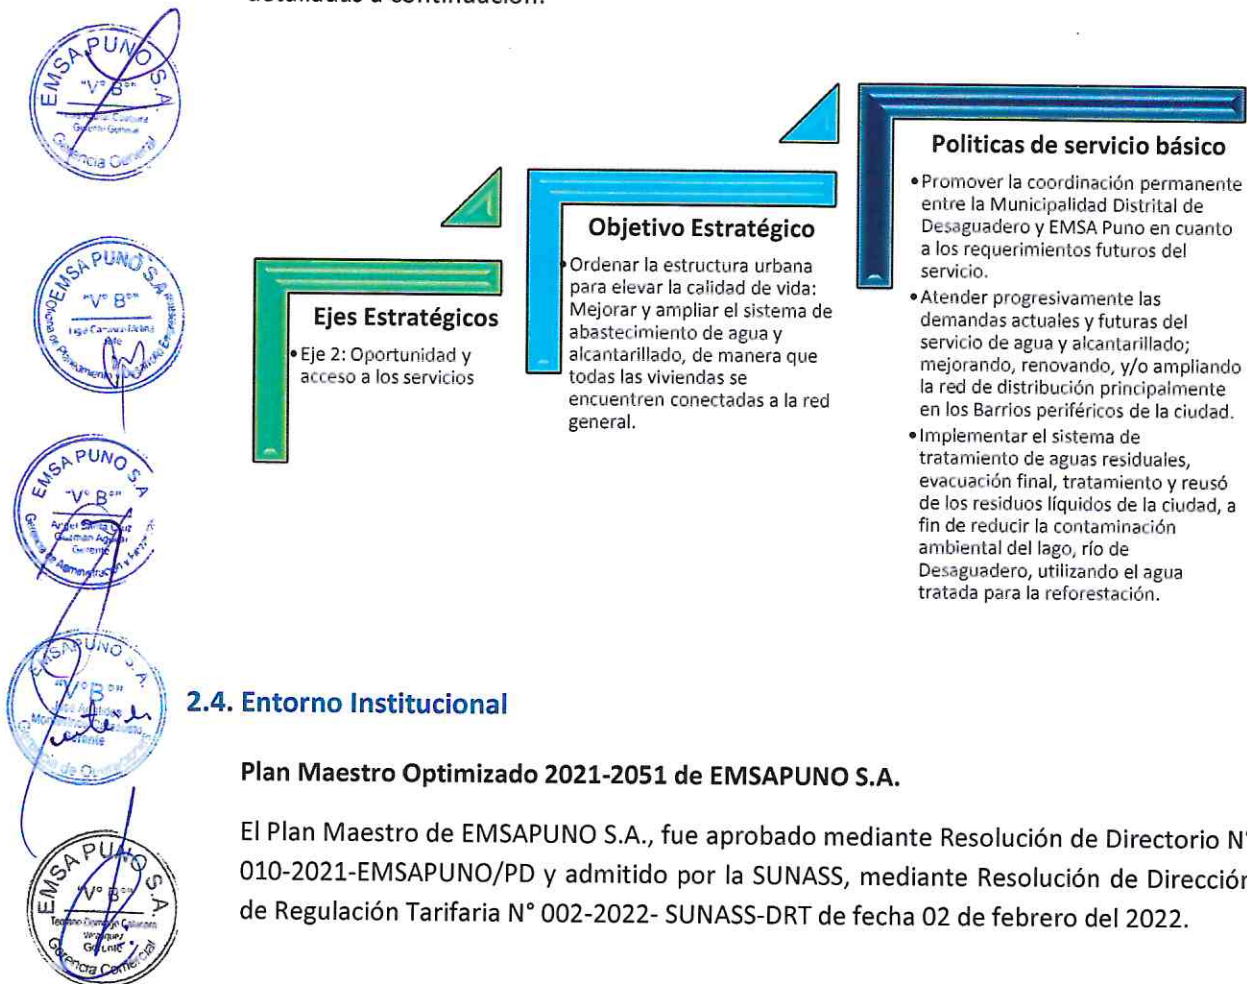 detalladas a continuación:
Ejes Estratégicos
• Eje 2: Oportunidad y
acceso a los servicios
Objetivo Estratégico
• Ordenar la estructura urbana
para elevar la calidad de vida:
Mejorar y ampliar el sistema de
abastecimiento de agua y
alcantarillado, de manera que
todas las viviendas se
encuentren conectadas a la red
general.
Politicas de servicio básico
• Promover la coordinación permanente
entre la Municipalidad Distrital de
Desaguadero y EMSA Puno en cuanto
a los requerimientos futuros del
servicio.
• Atender progresivamente las
demandas actuales y futuras del
servicio de agua y alcantarillado;
mejorando, renovando, y/o ampliando
la red de distribución principalmente
en los Barrios periféricos de la ciudad.
• Implementar el sistema de
tratamiento de aguas residuales,
evacuación final, tratamiento y reusó
de los residuos líquidos de la ciudad, a
fin de reducir la contaminación
ambiental del lago, río de
Desaguadero, utilizando el agua
tratada para la reforestación.
2.4. Entorno Institucional
Plan Maestro Optimizado 2021-2051 de EMSAPUNO S.A.
El Plan Maestro de EMSAPUNO S.A., fue aprobado mediante Resolución de Directorio N°
010-2021-EMSAPUNO/PD y admitido por la SUNASS, mediante Resolución de Dirección
de Regulación Tarifaria N° 002-2022- SUNASS-DRT de fecha 02 de febrero del 2022.
EMSA PUNO S.A.
"V° B°"
Gerente General
Gerencia General
EMSA PUNO S.A.
"V° B°"
EMSA PUNO S.A.
"V° B°"
Gerente
EMSAPUNO S.A.
"V° B°"
Gerente
EMSA PUNO S.A.
"V° B°"
Gerente
Gerencia Comercial